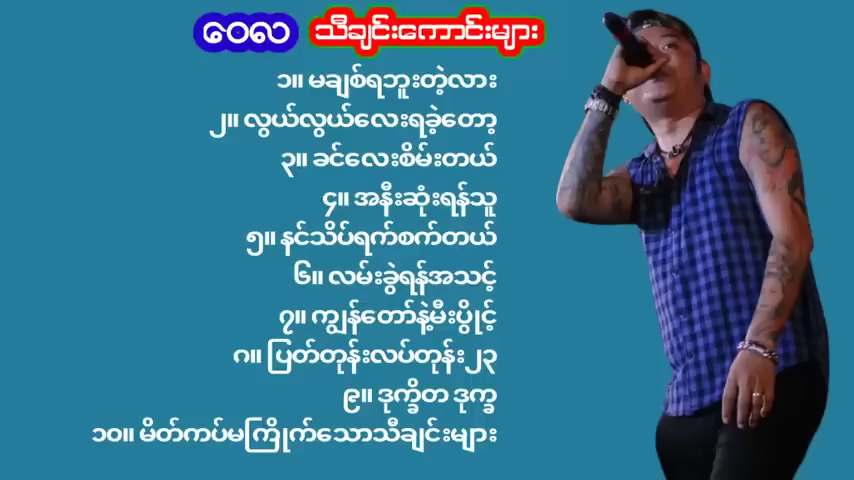 ဝေလ သီချင်းကောင်းများ
၁။ မချစ်ရဘူးတဲ့လား
၂။ လွယ်လွယ်လေးရခဲ့တော့
၃။ ခင်လေးစိမ်းတယ်
၄။ အနီးဆုံးရန်သူ
၅။ နင်သိပ်ရက်စက်တယ်
၆။ လမ်းခွဲရန်အသင့်
၇။ ကျွန်တော်နဲ့မီးပွိုင့်
၈။ ပြတ်တုန်းလပ်တုန်း၂၃
၉။ ဒုက္ခိတ ဒုက္ခ
၁၀။ မိတ်ကပ်မကြိုက်သောသီချင်းများ